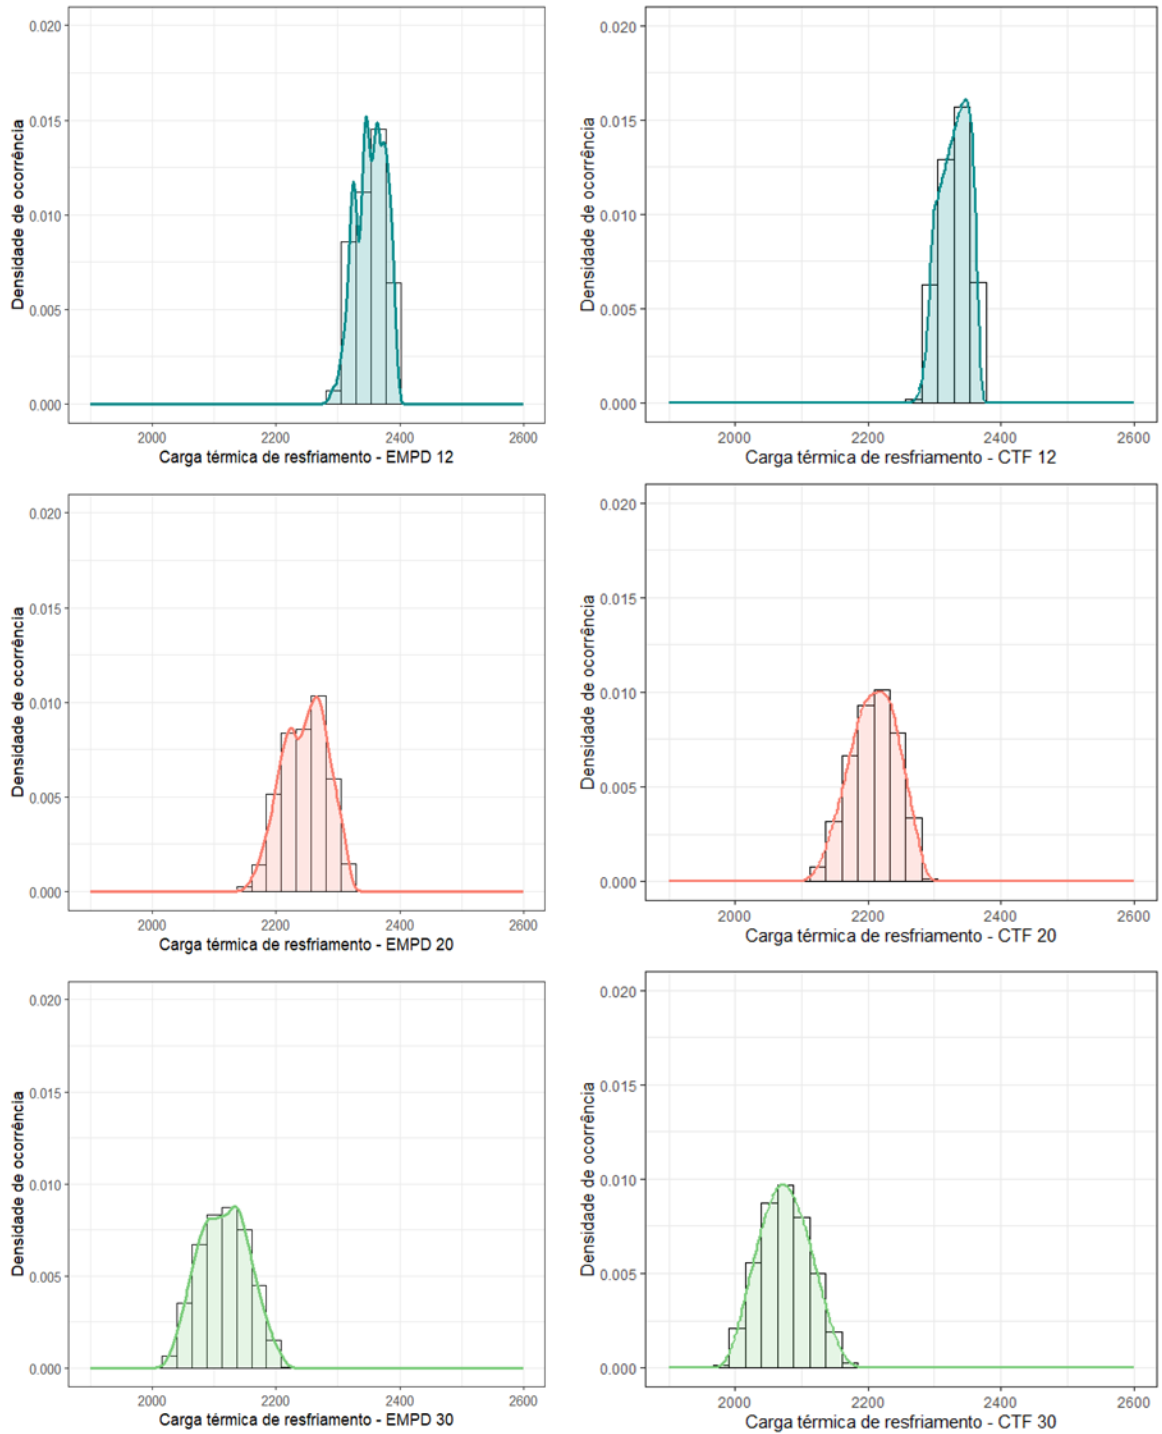 0.020
0.015
0.010
0.005
0.000
Densidade de ocorrência
2000 2200 2400 2600
Carga térmica de resfriamento - EMPD 12
0.020
0.015
0.010
0.005
0.000
Densidade de ocorrência
2000 2200 2400 2600
Carga térmica de resfriamento - CTF 12
0.020
0.015
0.010
0.005
0.000
Densidade de ocorrência
2000 2200 2400 2600
Carga térmica de resfriamento - EMPD 20
0.020
0.015
0.010
0.005
0.000
Densidade de ocorrência
2000 2200 2400 2600
Carga térmica de resfriamento - CTF 20
0.020
0.015
0.010
0.005
0.000
Densidade de ocorrência
2000 2200 2400 2600
Carga térmica de resfriamento - EMPD 30
0.020
0.015
0.010
0.005
0.000
Densidade de ocorrência
2000 2200 2400 2600
Carga térmica de resfriamento - CTF 30